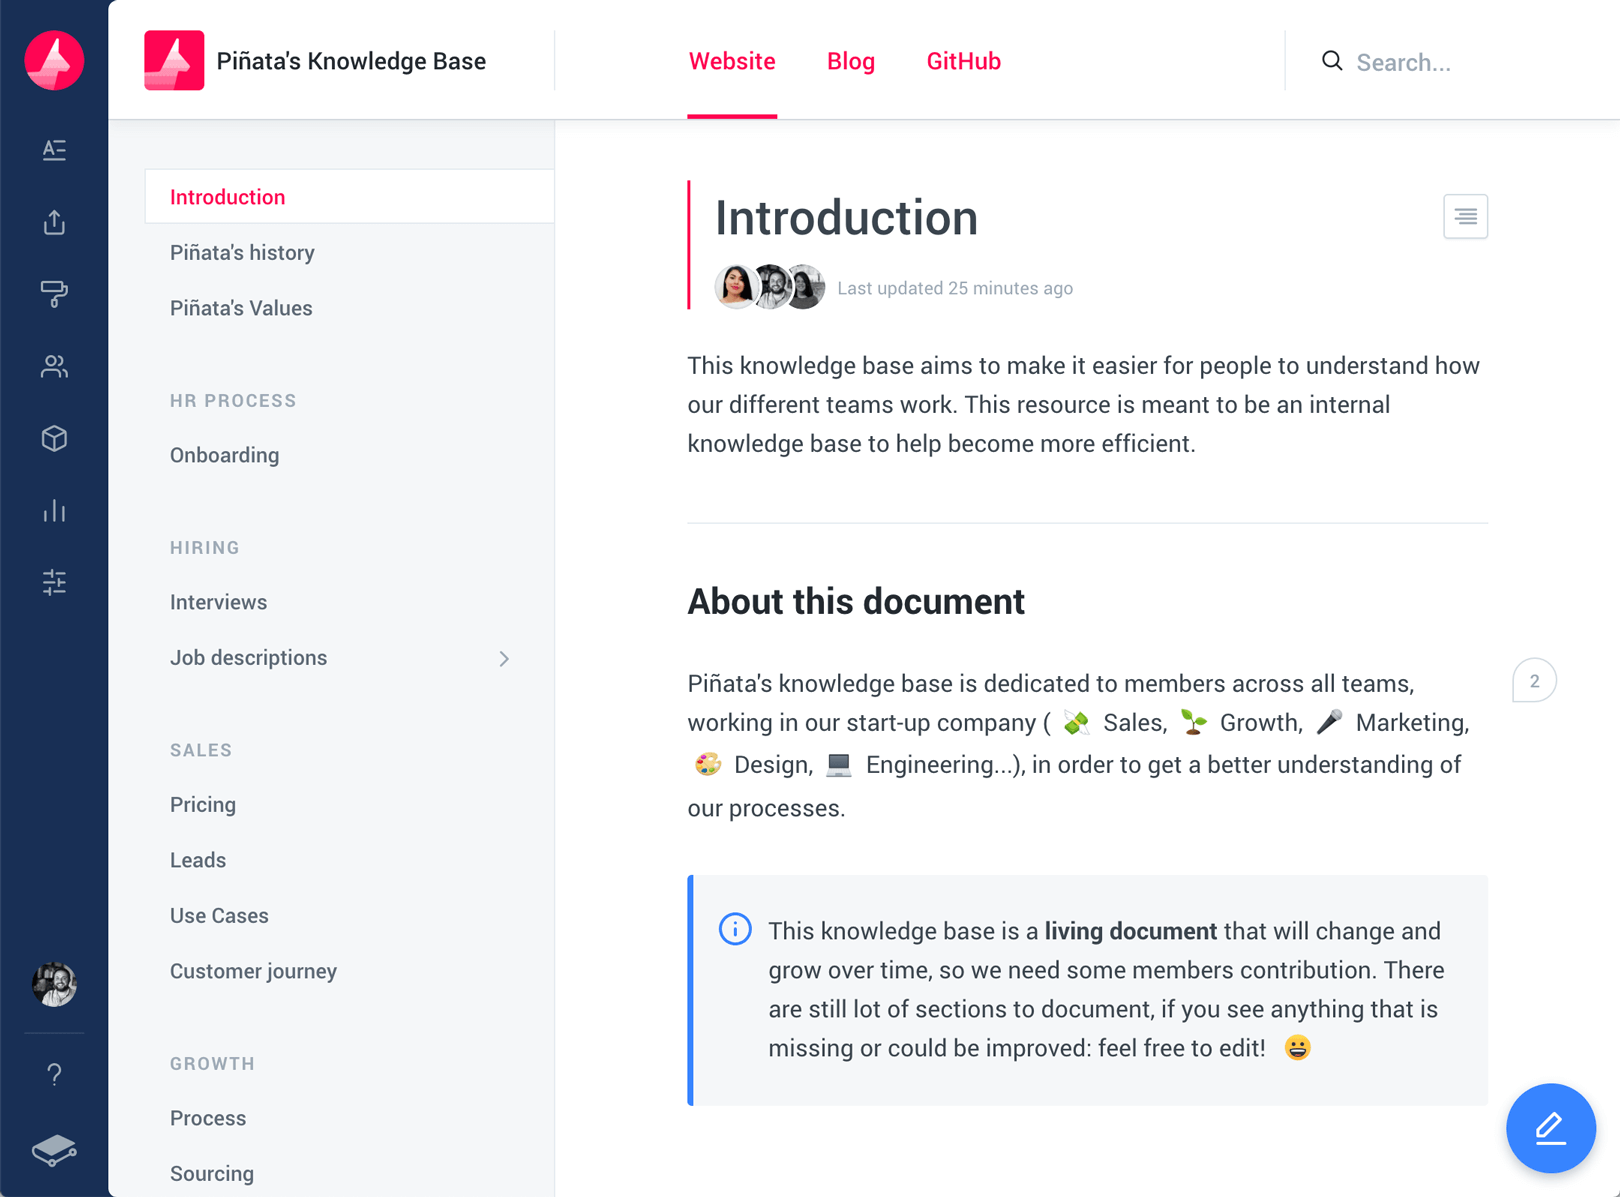 Piñata's Knowledge Base
Website
Blog
GitHub
Search...
Introduction
Piñata's history
Piñata's Values
HR PROCESS
Onboarding
HIRING
Interviews
Job descriptions
SALES
Pricing
Leads
Use Cases
Customer journey
GROWTH
Process
Sourcing
Introduction
Last updated 25 minutes ago
This knowledge base aims to make it easier for people to understand how
our different teams work. This resource is meant to be an internal
knowledge base to help become more efficient.
About this document
Piñata's knowledge base is dedicated to members across all teams,
working in our start-up company ( 💸 Sales, 🌱 Growth, 🎤 Marketing,
🎨 Design, 💻 Engineering...), in order to get a better understanding of
our processes.
2
This knowledge base is a living document that will change and
grow over time, so we need some members contribution. There
are still lot of sections to document, if you see anything that is
missing or could be improved: feel free to edit! 😀